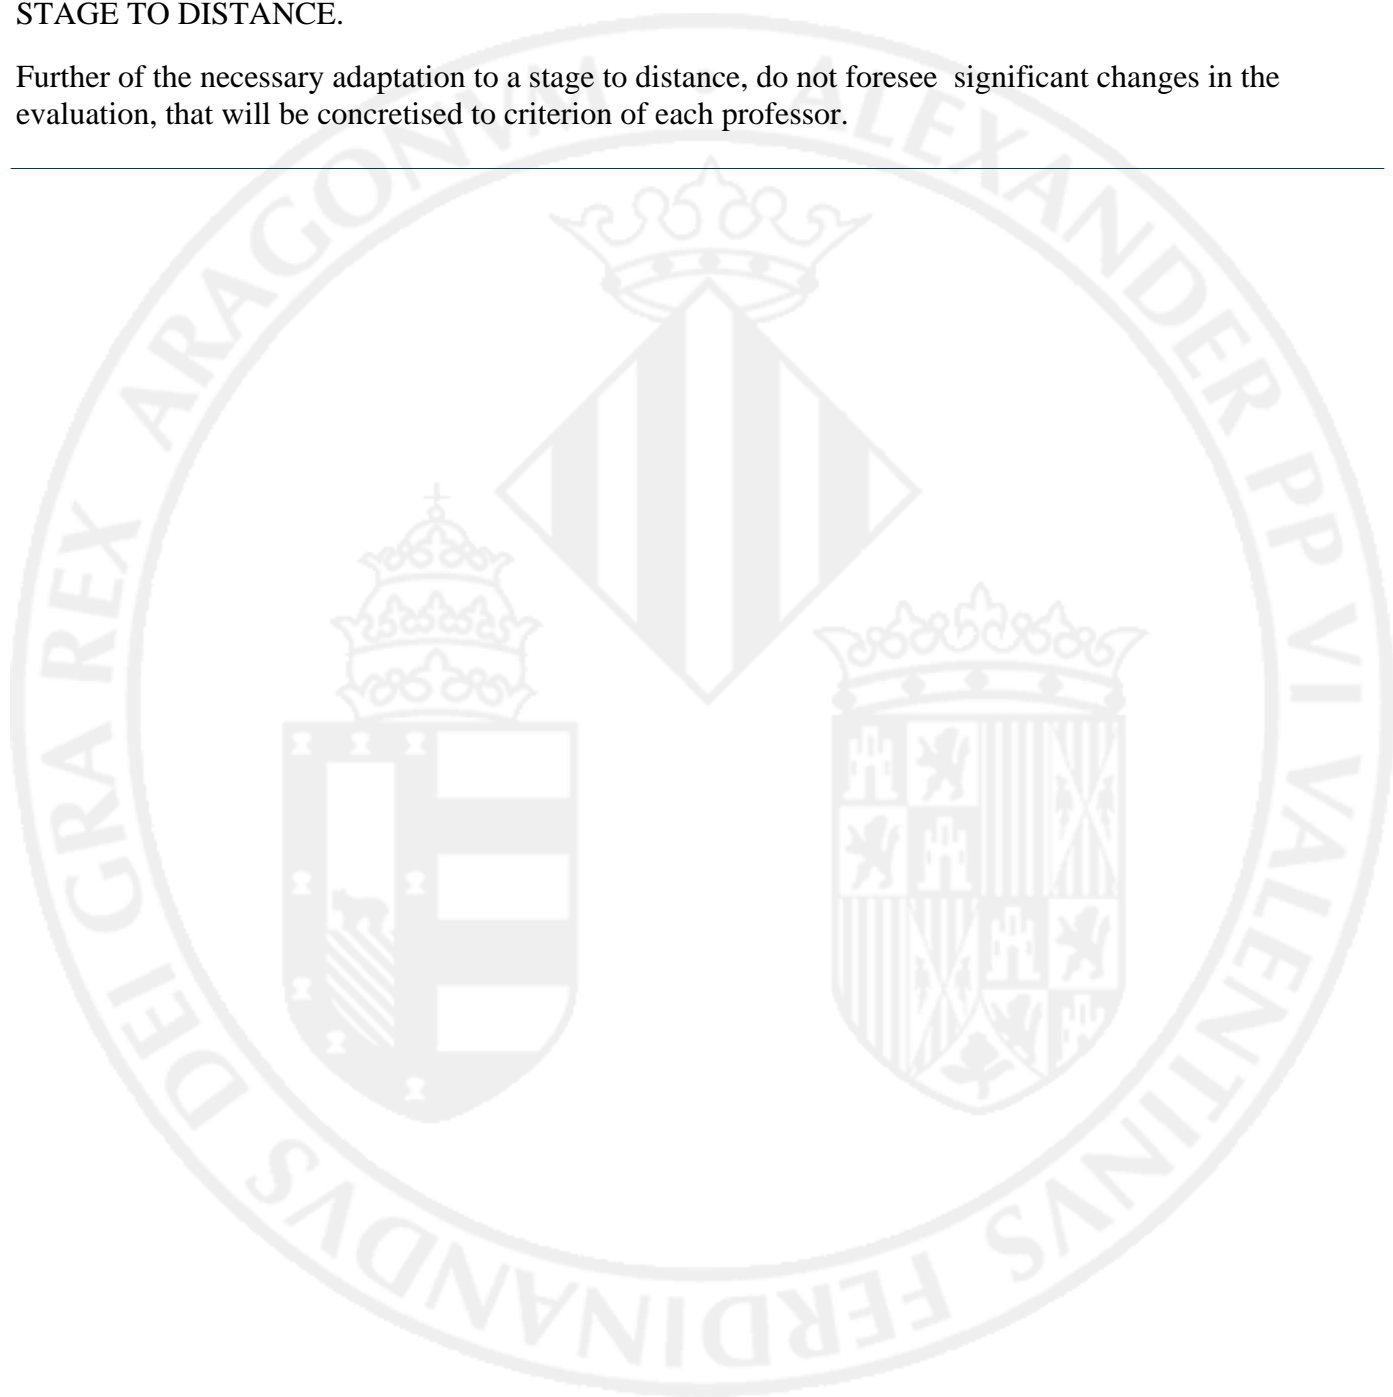 STAGE TO DISTANCE.
Further of the necessary adaptation to a stage to distance, do not foresee  significant changes in the
evaluation, that will be concretised to criterion of each professor.
ALEXANDER PP VI VALENTINVS FERDINANDVS DEI GRA REX ARAGONVM